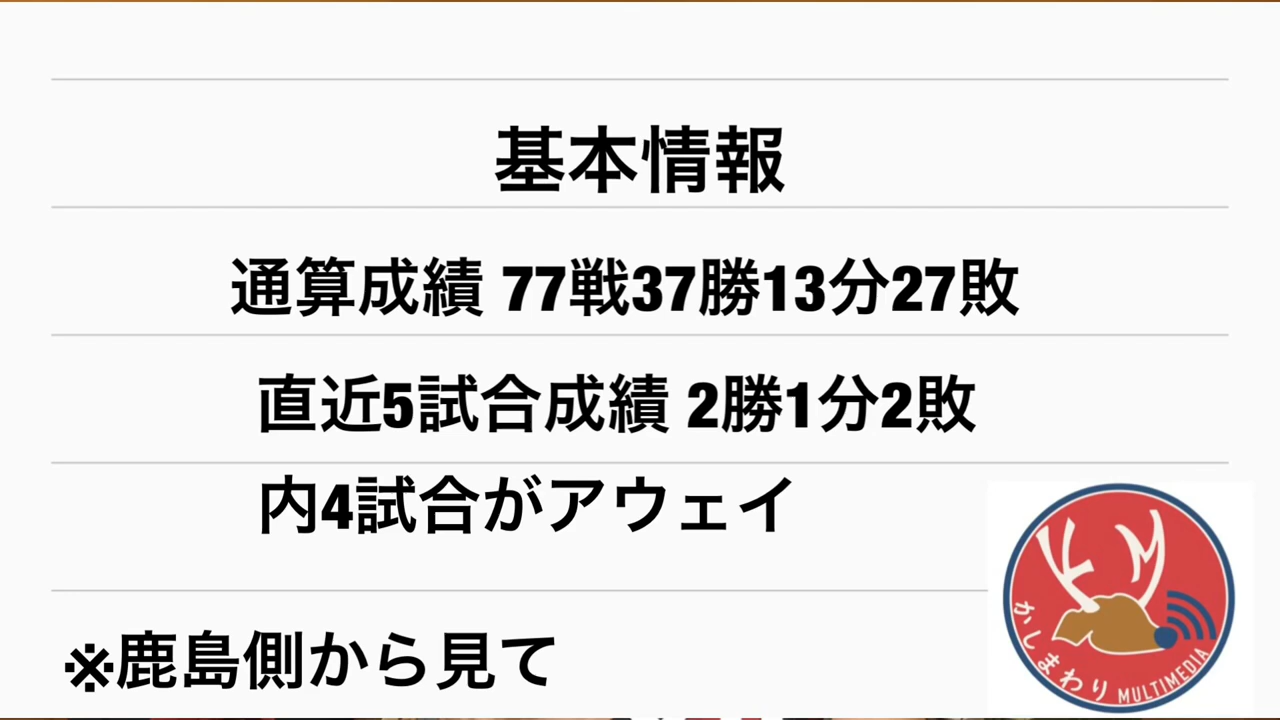 基本情報
通算成績 77戦37勝13分27敗
直近5試合成績 2勝1分2敗
内4試合がアウェイ
※鹿島側から見て
KM
かしまわり MULTIMEDIA